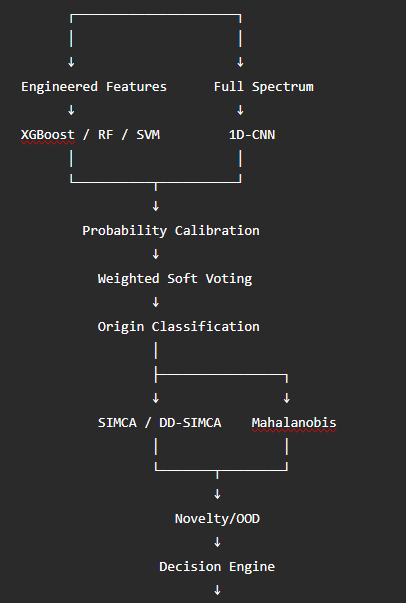 Engineered Features Full Spectrum
XGBoost / RF / SVM 1D-CNN
Probability Calibration
Weighted Soft Voting
Origin Classification
SIMCA / DD-SIMCA Mahalanobis
Novelty/OOD
Decision Engine